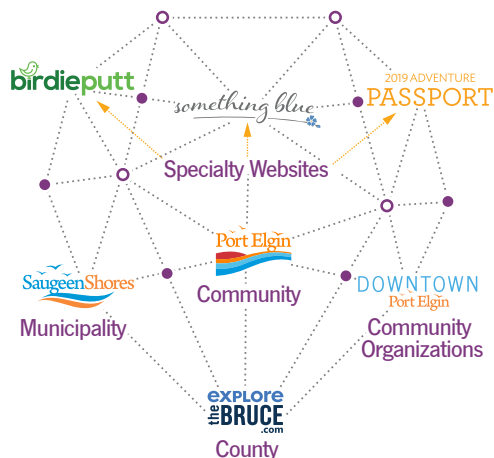 birdieputt
something blue
2019 ADVENTURE
PASSPORT
Specialty Websites
Port Elgin
Community
SaugeenShores
Municipality
DOWNTOWN
Port Elgin
Community
Organizations
explore
the BRUCE
.com
County